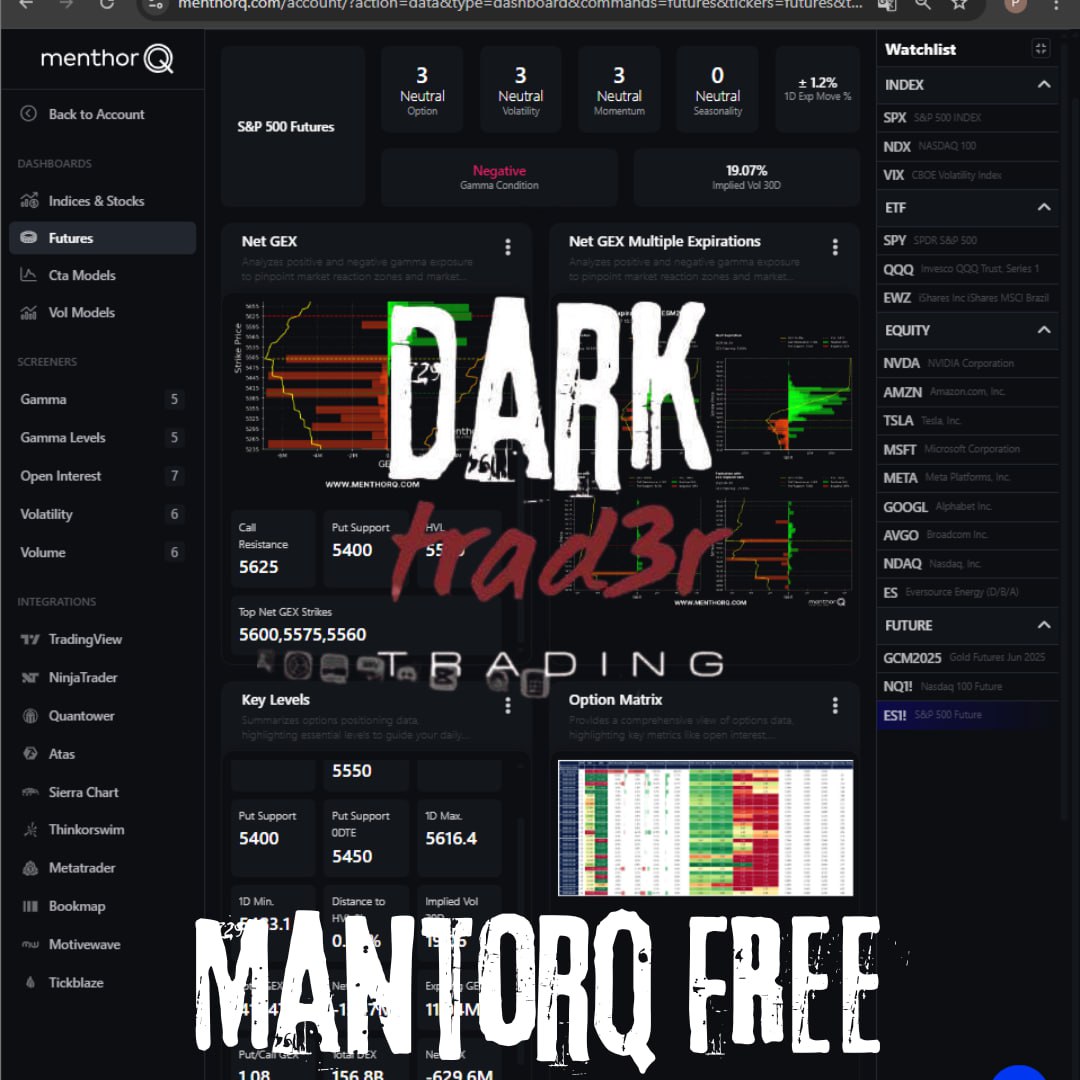 menthorq.com/account/?action=data&type=dashboard&commands=futures&tickers=futures&t...
P
menthor Q
Back to Account
DASHBOARDS
Indices & Stocks
Futures
Cta Models
Vol Models
SCREENERS
Gamma 5
Gamma Levels 5
Open Interest 7
Volatility 6
Volume 6
INTEGRATIONS
TradingView
NinjaTrader
Quantower
Atas
Sierra Chart
Thinkorswim
Metatrader
Bookmap
Motivewave
Tickblaze
S&P 500 Futures
3
Neutral
Option
3
Neutral
Volatility
3
Neutral
Momentum
0
Neutral
Seasonality
± 1.2%
1D Exp Move %
Negative
Gamma Condition
19.07%
Implied Vol 30D
Net GEX
Analyzes positive and negative gamma exposure
to pinpoint market reaction zones and market...
Strike Price
WWW.MENTHORQ.COM
Net GEX Multiple Expirations
Analyzes positive and negative gamma exposure
to pinpoint market reaction zones and market...
WWW.MENTHORQ.COM
menthorQ
DARK
trad3r
TRADING
Call
Resistance
5625
Put Support
5400
HVL
Top Net GEX Strikes
5600,5575,5560
Key Levels
Summarizes options positioning data,
highlighting essential levels to guide your daily...
5550
Put Support
5400
Put Support
0DTE
5450
1D Max.
5616.4
1D Min.
Distance to
Implied Vol
Put/Call GEX
1.08
Total DEX
156.8B
-629.6M
Option Matrix
Provides a comprehensive view of options data,
highlighting key metrics like open interest,...
MANTORQ FREE
Watchlist
INDEX
SPX S&P 500 INDEX
NDX NASDAQ 100
VIX CBOE Volatility Index
ETF
SPY SPDR S&P 500
QQQ Invesco QQQ Trust, Series 1
EWZ iShares Inc iShares MSCI Brazil
EQUITY
NVDA NVIDIA Corporation
AMZN Amazon.com, Inc.
TSLA Tesla, Inc.
MSFT Microsoft Corporation
META Meta Platforms, Inc.
GOOGL Alphabet Inc.
AVGO Broadcom Inc.
NDAQ Nasdaq, Inc.
ES Eversource Energy (D/B/A)
FUTURE
GCM2025 Gold Futures Jun 2025
NQ1! Nasdaq 100 Future
ES1! S&P 500 Future